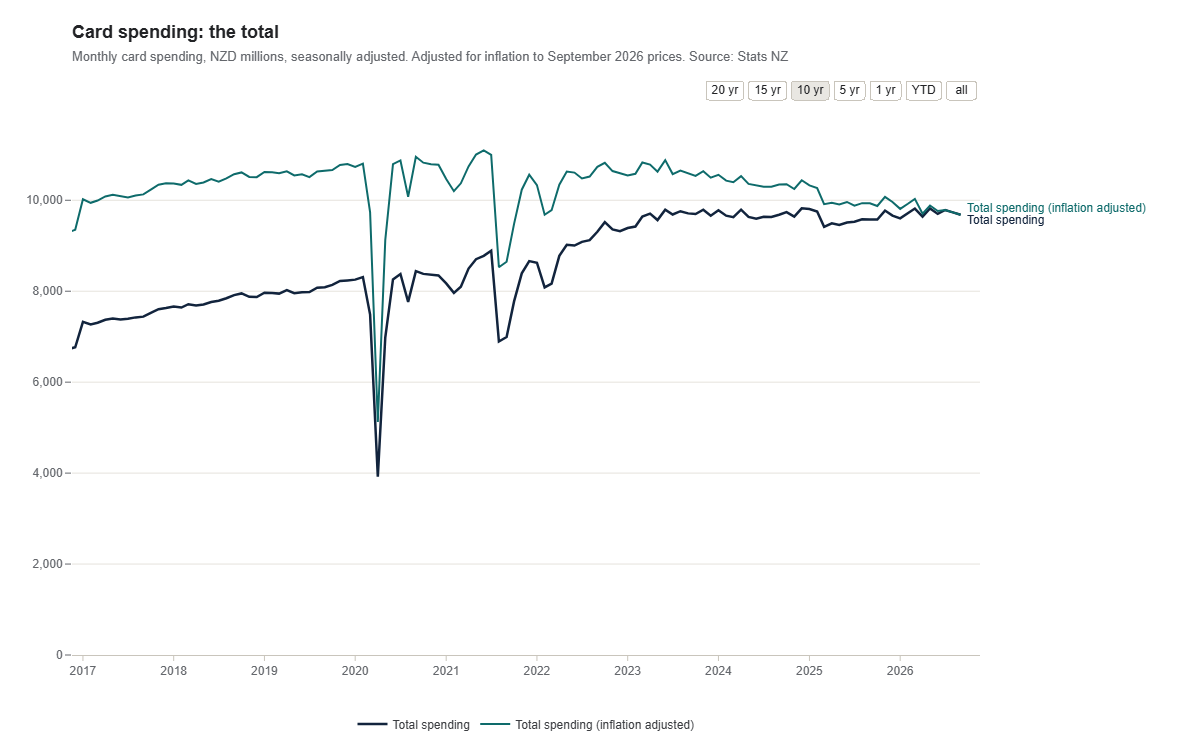 Card spending: the total
Monthly card spending, NZD millions, seasonally adjusted. Adjusted for inflation to September 2026 prices. Source: Stats NZ
20 yr 15 yr 10 yr 5 yr 1 yr YTD all
10,000
Total spending (inflation adjusted)
Total spending
8,000
6,000
4,000
2,000
0
2017 2018 2019 2020 2021 2022 2023 2024 2025 2026
Total spending Total spending (inflation adjusted)